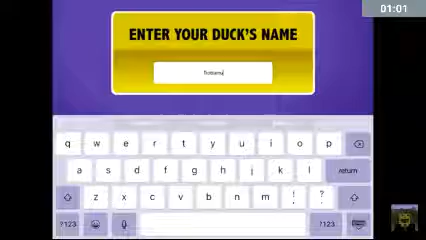 01:01
ENTER YOUR DUCK'S NAME
q w e r t y u i o p
a s d f g h j k l return
z x c v b n m ! , ? .
?123 ?123